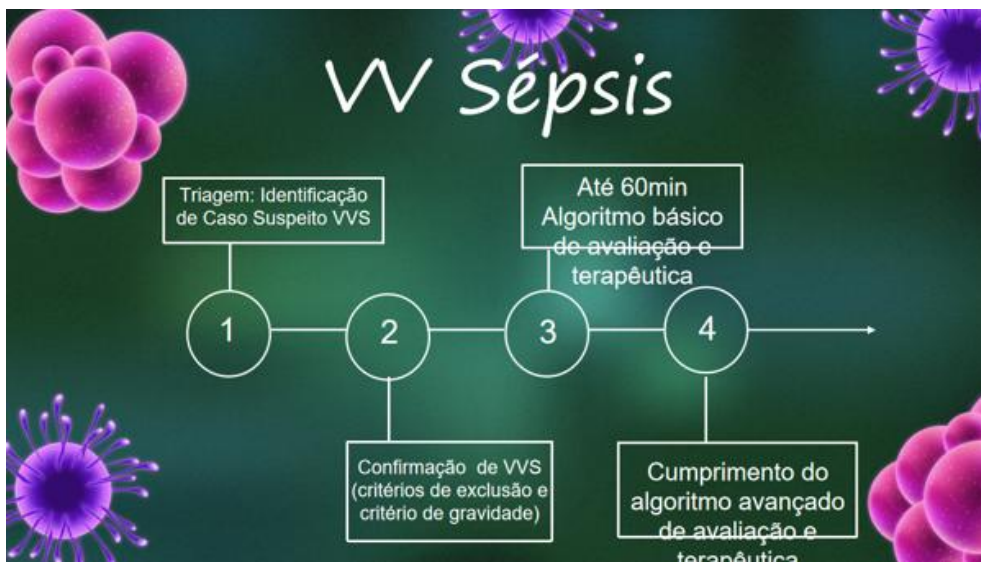 VV Sépsis
Triagem: Identificação
de Caso Suspeito VVS
Até 60min
Algoritmo básico
de avaliação e
terapêutica
1
2
3
4
Confirmação de VVS
(critérios de exclusão e
critério de gravidade)
Cumprimento do
algoritmo avançado
de avaliação e
terapêutica